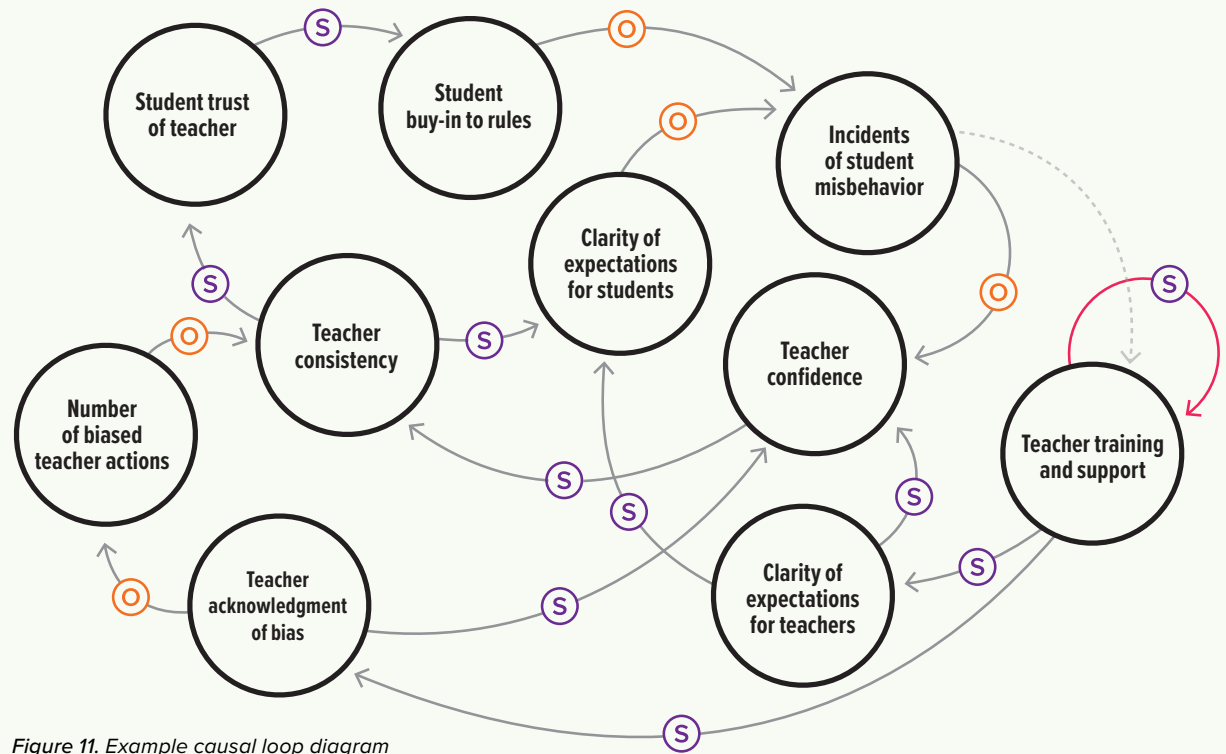 S
O
Student trust
of teacher
Student
buy-in to rules
O
Incidents
of student
misbehavior
Clarity of
expectations
for students
S
S
O
O
Teacher
consistency
S
Teacher
confidence
Number
of biased
teacher actions
Teacher training
and support
S
S
S
Teacher
acknowledgment
of bias
O
S
Clarity of
expectations
for teachers
S
S
Figure 11. Example causal loop diagram